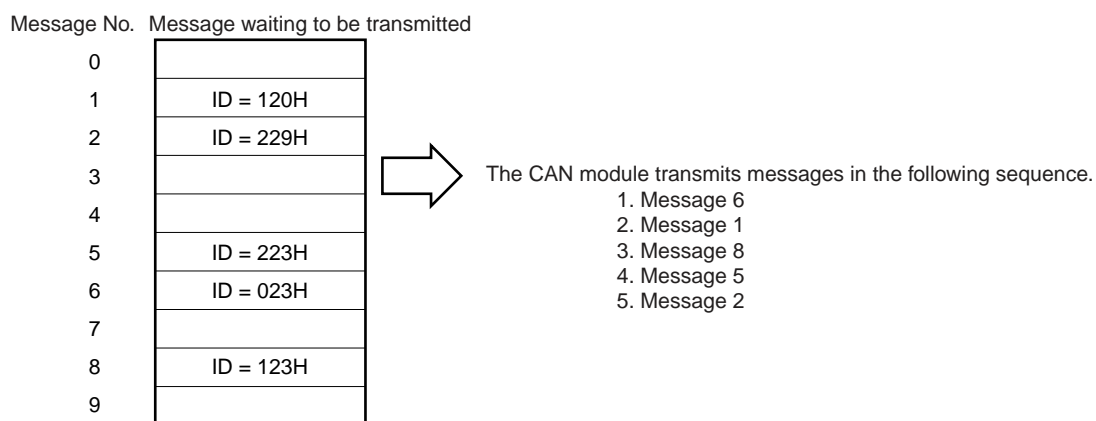 Message No. Message waiting to be transmitted
0
1 ID = 120H
2 ID = 229H
3
4
5 ID = 223H
6 ID = 023H
7
8 ID = 123H
9
The CAN module transmits messages in the following sequence.
1. Message 6
2. Message 1
3. Message 8
4. Message 5
5. Message 2